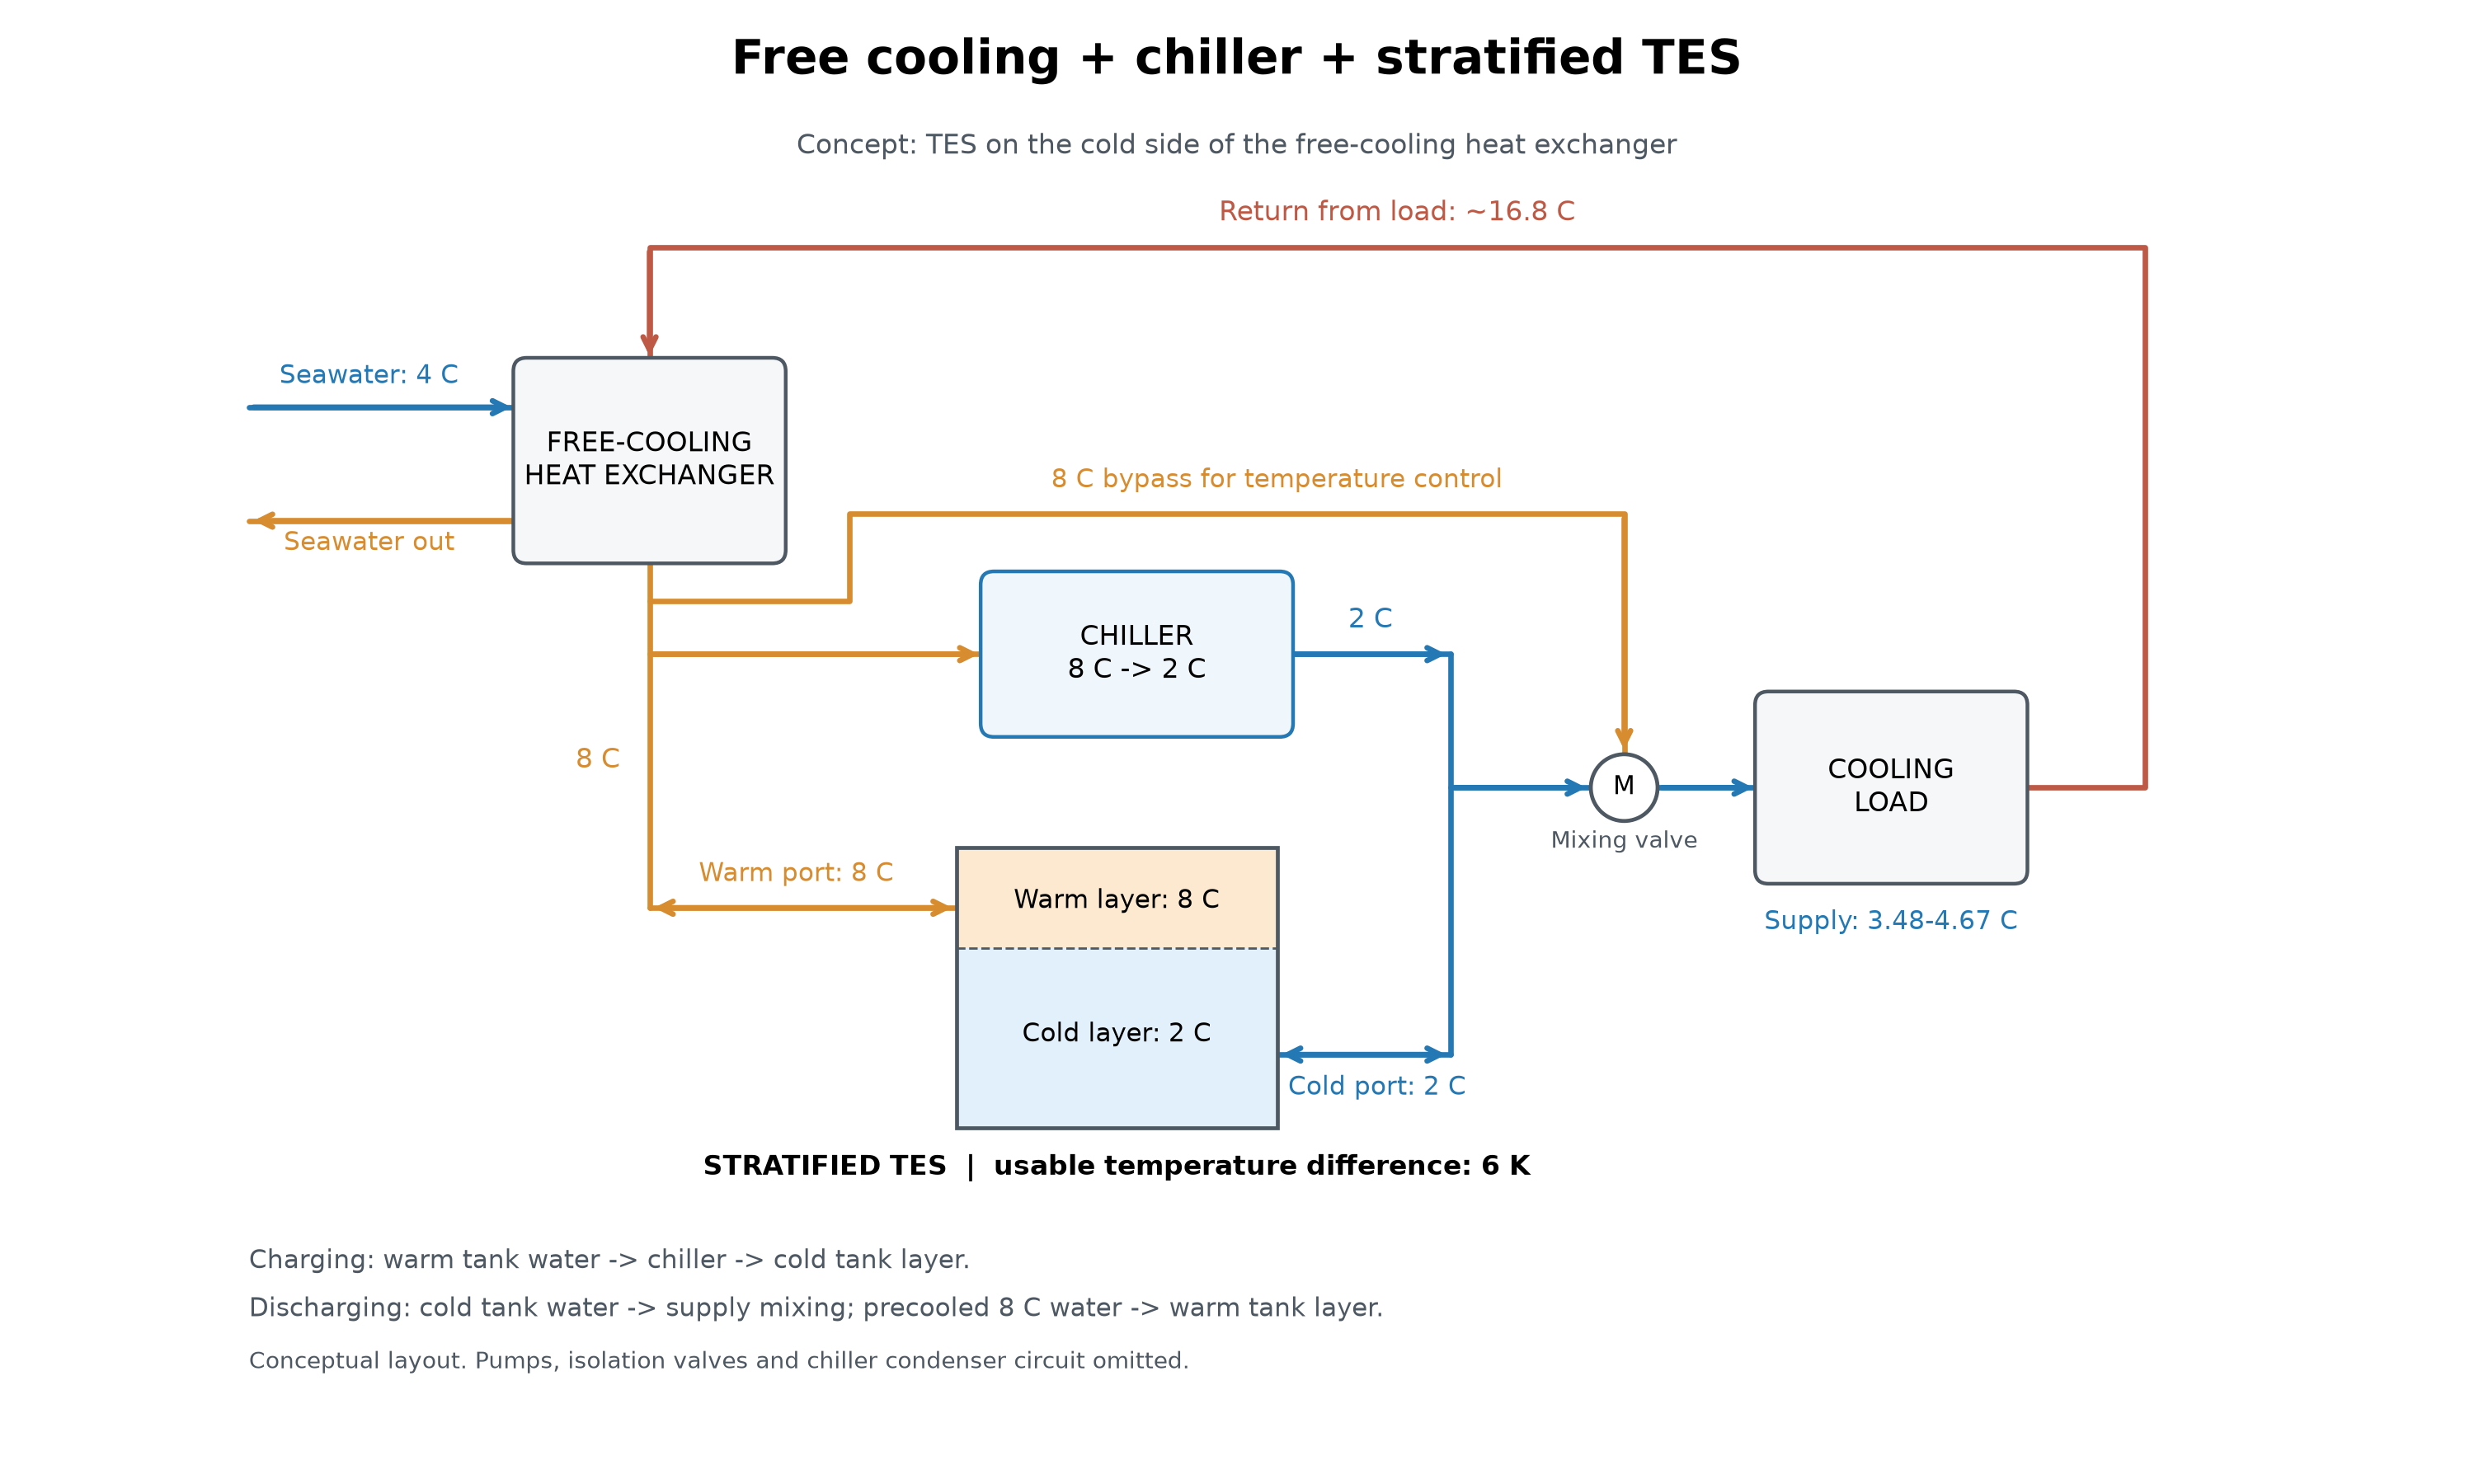 Free cooling + chiller + stratified TES
Concept: TES on the cold side of the free-cooling heat exchanger
Return from load: ~16.8 C
Seawater: 4 C
FREE-COOLING
HEAT EXCHANGER
Seawater out
8 C bypass for temperature control
CHILLER
8 C -> 2 C
2 C
8 C
COOLING
LOAD
M
Mixing valve
Supply: 3.48-4.67 C
Warm port: 8 C
Warm layer: 8 C
Cold layer: 2 C
Cold port: 2 C
STRATIFIED TES | usable temperature difference: 6 K
Charging: warm tank water -> chiller -> cold tank layer.
Discharging: cold tank water -> supply mixing; precooled 8 C water -> warm tank layer.
Conceptual layout. Pumps, isolation valves and chiller condenser circuit omitted.